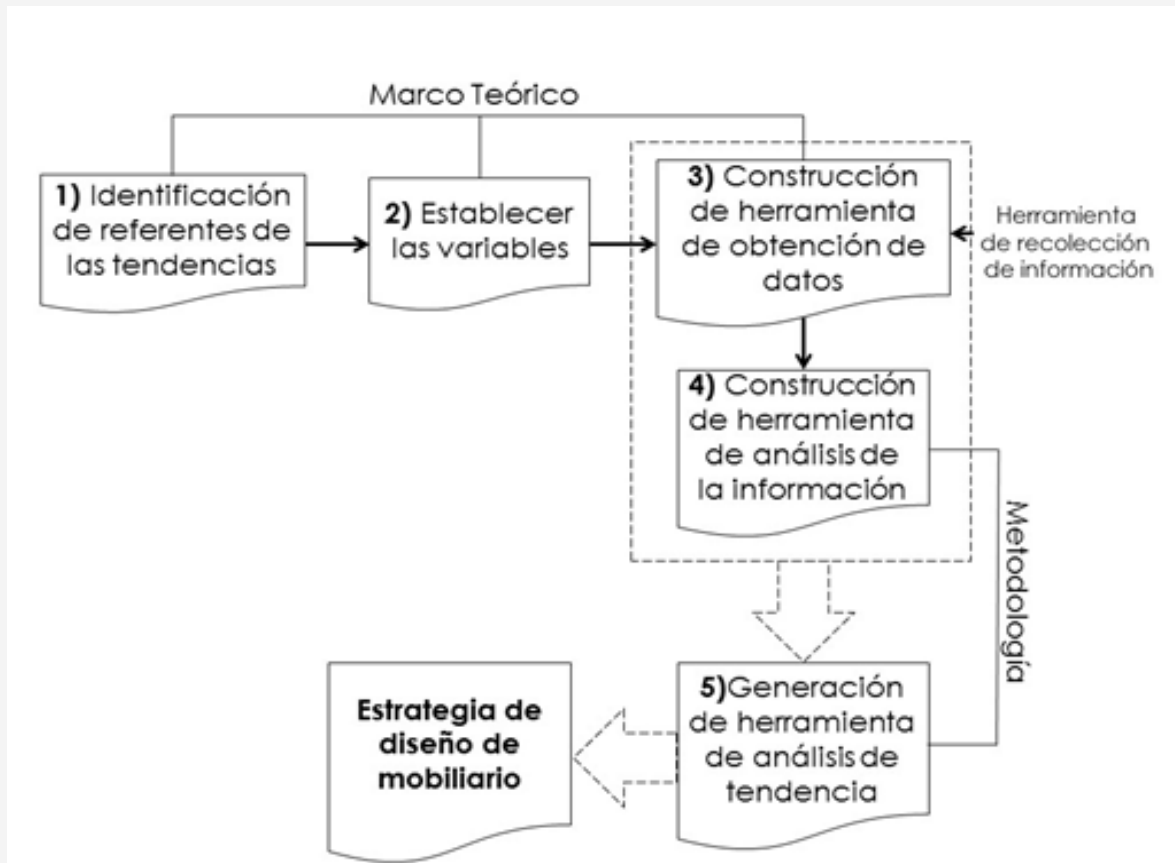 Marco Teórico
1) Identificación
de referentes de
las tendencias
2) Establecer
las variables
3) Construcción
de herramienta
de obtención de
datos
Herramienta
de recolección
de información
4) Construcción
de herramienta
de análisis de
la información
Metodología
5)Generación
de herramienta
de análisis de
tendencia
Estrategia de
diseño de
mobiliario